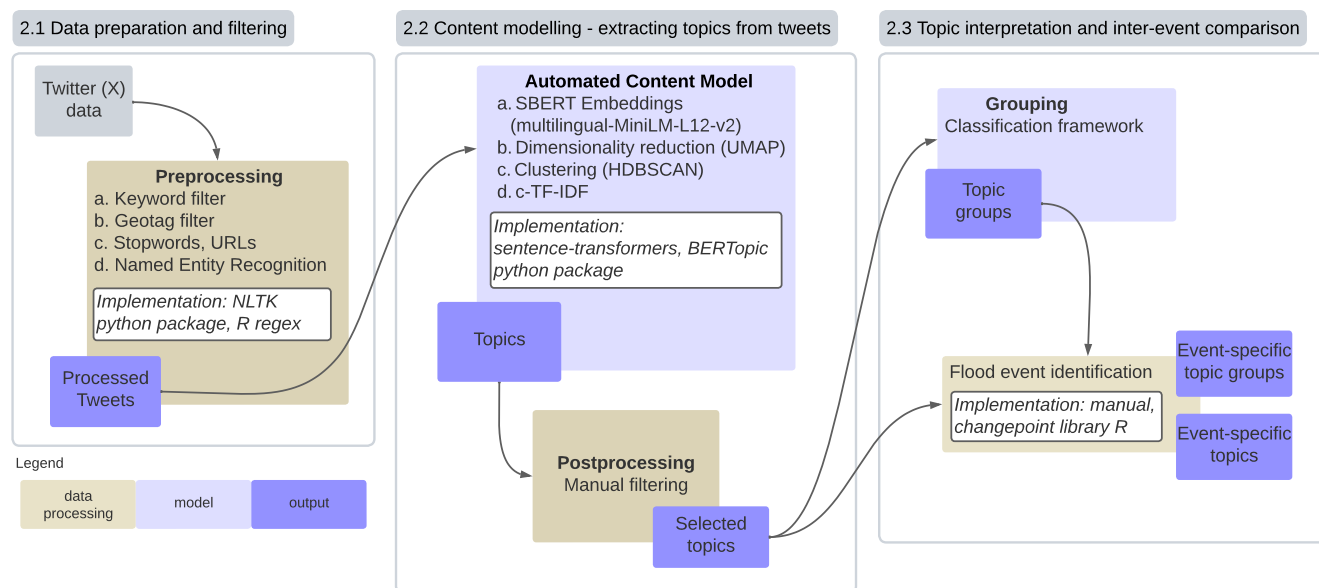 2.1 Data preparation and filtering
Twitter (X)
data
Preprocessing
a. Keyword filter
b. Geotag filter
c. Stopwords, URLs
d. Named Entity Recognition
Implementation: NLTK
python package, R regex
Processed
Tweets
Legend
data
processing
model
output
2.2 Content modelling - extracting topics from tweets
Automated Content Model
a. SBERT Embeddings
(multilingual-MiniLM-L12-v2)
b. Dimensionality reduction (UMAP)
c. Clustering (HDBSCAN)
d. c-TF-IDF
Implementation:
sentence-transformers, BERTopic
python package
Topics
Postprocessing
Manual filtering
Selected
topics
2.3 Topic interpretation and inter-event comparison
Grouping
Classification framework
Topic
groups
Flood event identification
Implementation: manual,
changepoint library R
Event-specific
topic groups
Event-specific
topics